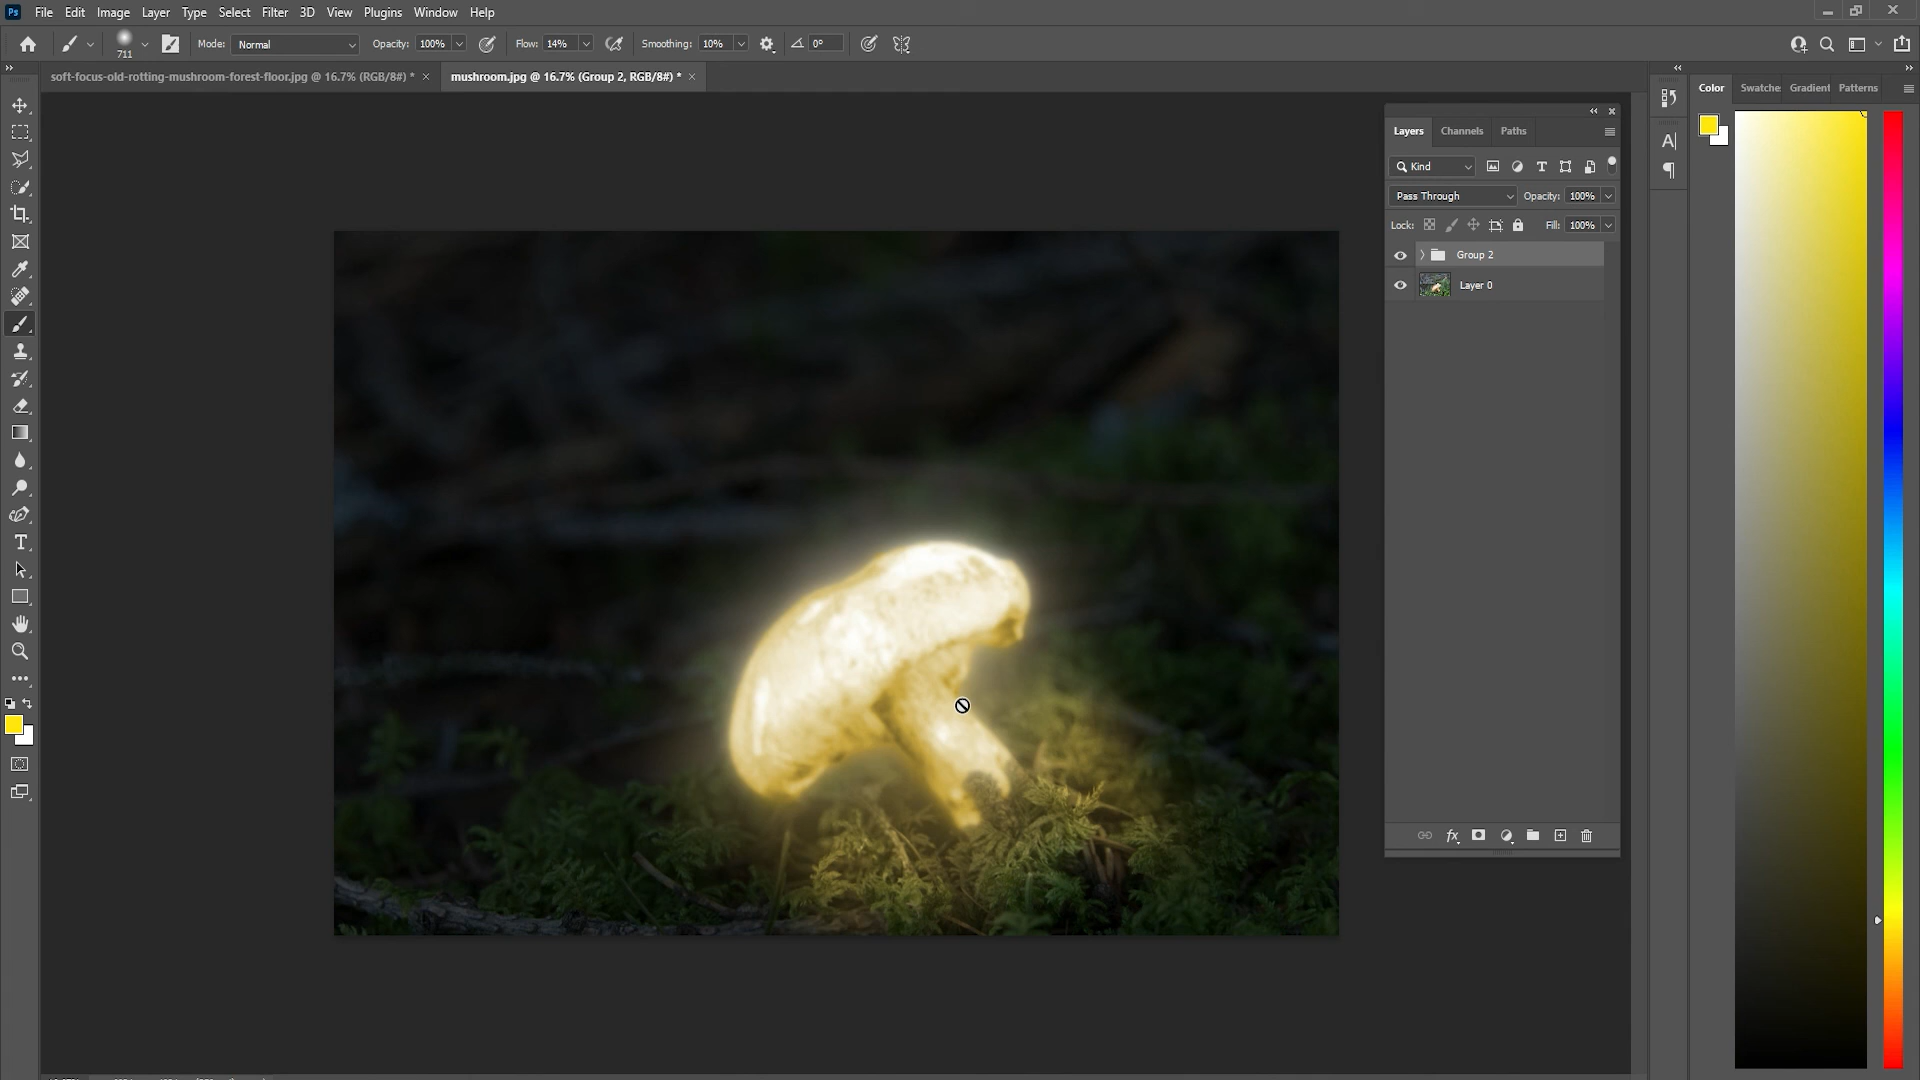 Ps File Edit Image Layer Type Select Filter 3D View Plugins Window Help
711 Mode: Normal Opacity: 100% Flow: 14% Smoothing: 10% 0°
soft-focus-old-rotting-mushroom-forest-floor.jpg @ 16.7% (RGB/8#) * mushroom.jpg @ 16.7% (Group 2, RGB/8#) *
Color Swatche Gradient Patterns
Layers Channels Paths
Kind
Pass Through Opacity: 100%
Lock: Fill: 100%
Group 2
Layer 0